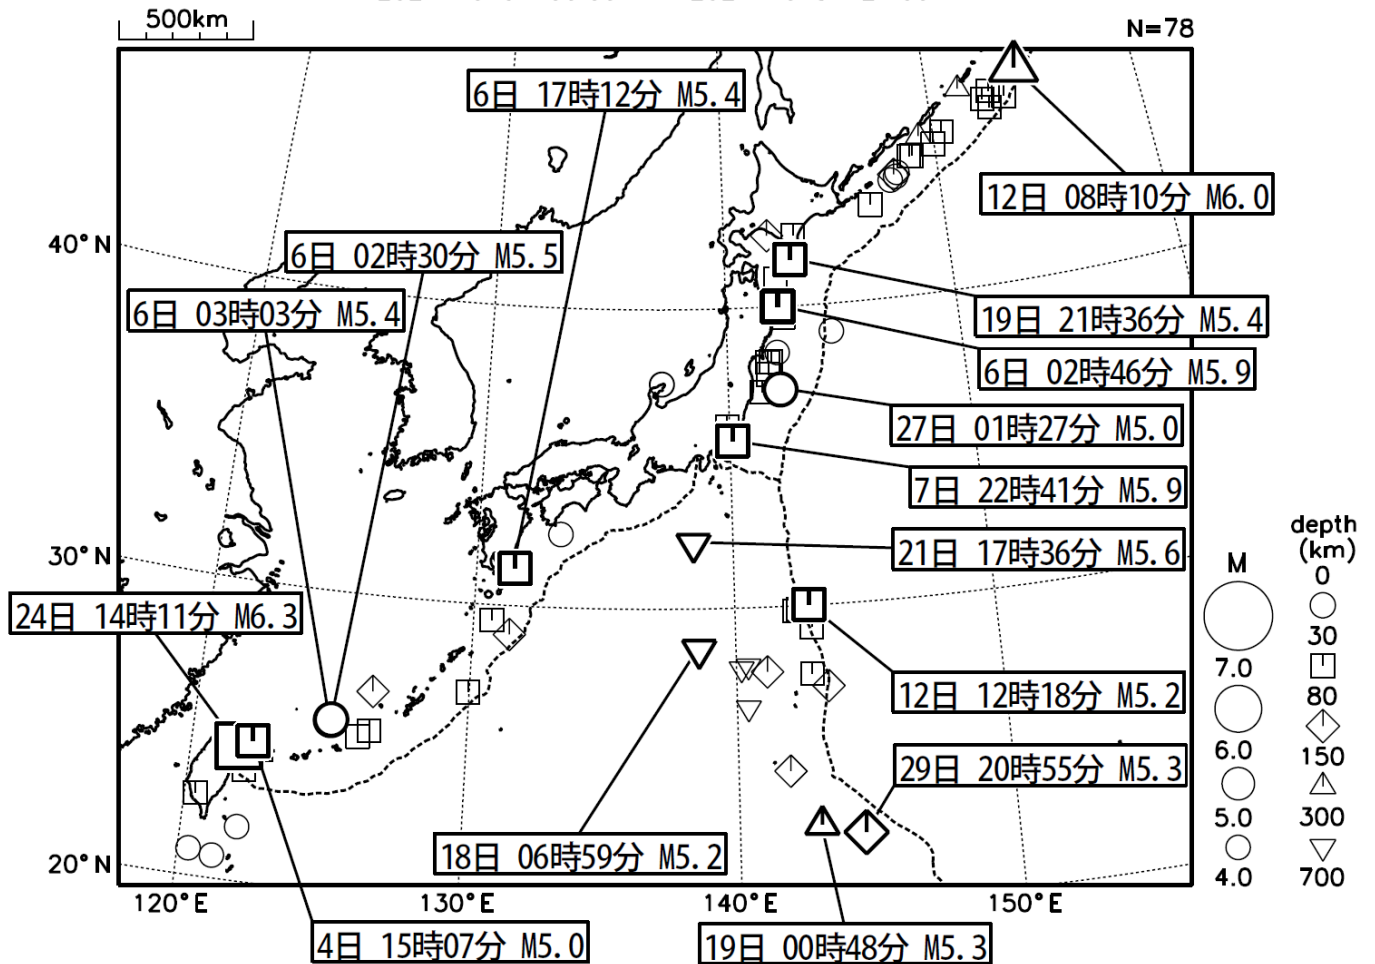 500km
N=78
6日 17時12分 M5.4
12日 08時10分 M6.0
40°N
6日 02時30分 M5.5
6日 03時03分 M5.4
19日 21時36分 M5.4
6日 02時46分 M5.9
27日 01時27分 M5.0
7日 22時41分 M5.9
21日 17時36分 M5.6
30°N
24日 14時11分 M6.3
12日 12時18分 M5.2
29日 20時55分 M5.3
18日 06時59分 M5.2
20°N
120°E
130°E
140°E
150°E
4日 15時07分 M5.0
19日 00時48分 M5.3
M
7.0
6.0
5.0
4.0
depth
(km)
0
30
80
150
300
700